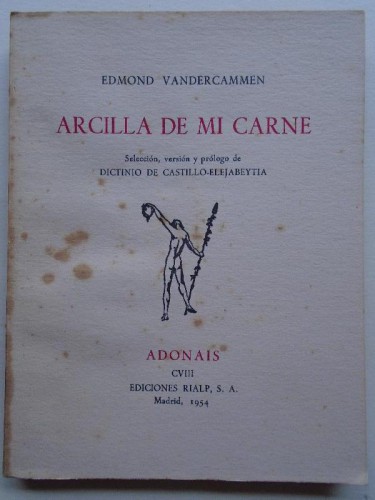 EDMOND VANDERCAMMEN
ARCILLA DE MI CARNE
Selección, versión y prólogo de
DICTINIO DE CASTILLO-ELEJABEYTIA
ADONAIS
CVIII
EDICIONES RIALP, S. A.
Madrid, 1954